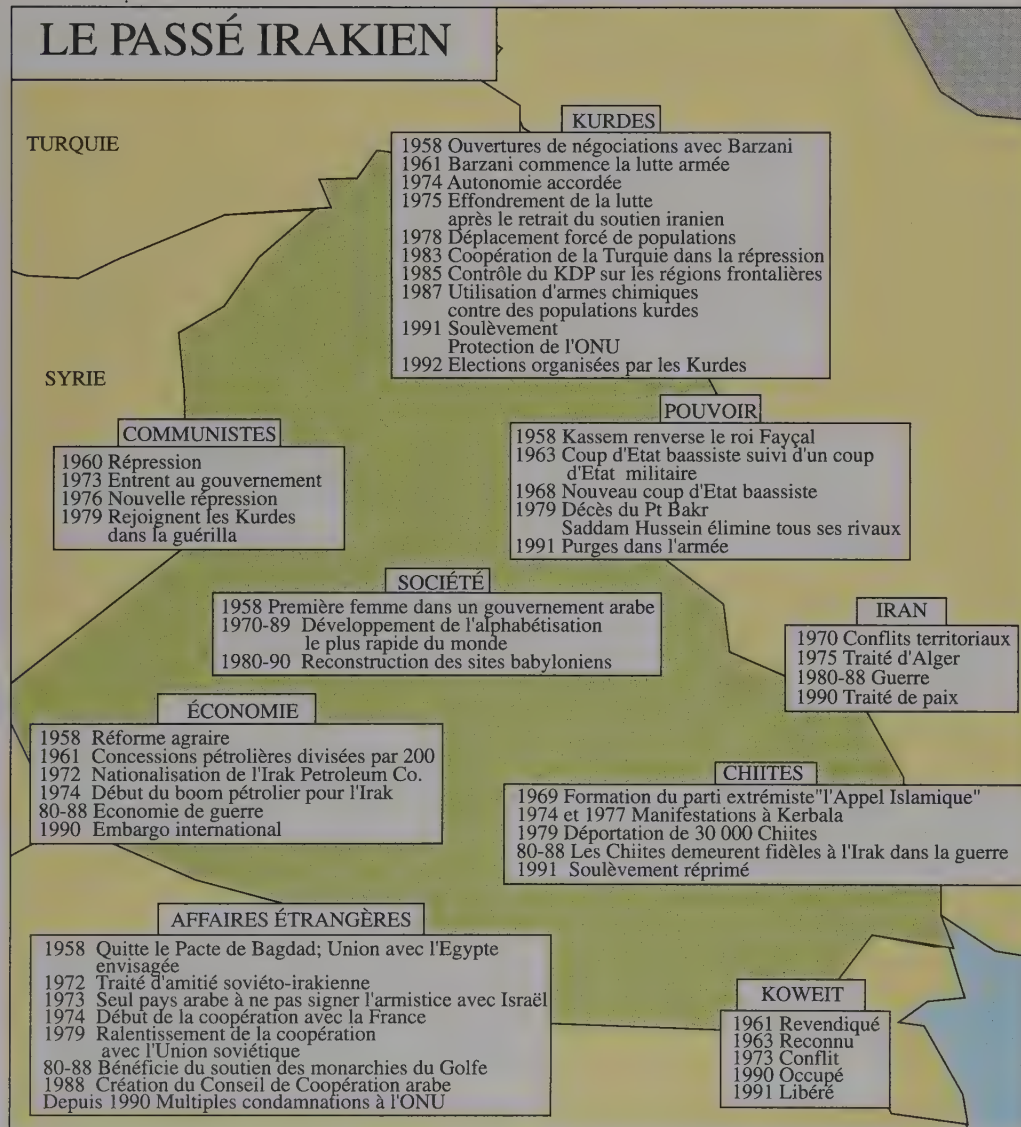 LE PASSÉ IRAKIEN
TURQUIE
SYRIE
KURDES
1958 Ouvertures de négociations avec Barzani
1961 Barzani commence la lutte armée
1974 Autonomie accordée
1975 Effondrement de la lutte
après le retrait du soutien iranien
1978 Déplacement forcé de populations
1983 Coopération de la Turquie dans la répression
1985 Contrôle du KDP sur les régions frontalières
1987 Utilisation d'armes chimiques
contre des populations kurdes
1991 Soulèvement
Protection de l'ONU
1992 Elections organisées par les Kurdes
COMMUNISTES
1960 Répression
1973 Entrent au gouvernement
1976 Nouvelle répression
1979 Rejoignent les Kurdes
dans la guérilla
POUVOIR
1958 Kassem renverse le roi Fayçal
1963 Coup d'Etat baassiste suivi d'un coup
d'Etat militaire
1968 Nouveau coup d'Etat baassiste
1979 Décès du Pt Bakr
Saddam Hussein élimine tous ses rivaux
1991 Purges dans l'armée
SOCIÉTÉ
1958 Première femme dans un gouvernement arabe
1970-89 Développement de l'alphabétisation
le plus rapide du monde
1980-90 Reconstruction des sites babyloniens
IRAN
1970 Conflits territoriaux
1975 Traité d'Alger
1980-88 Guerre
1990 Traité de paix
ÉCONOMIE
1958 Réforme agraire
1961 Concessions pétrolières divisées par 200
1972 Nationalisation de l'Irak Petroleum Co.
1974 Début du boom pétrolier pour l'Irak
80-88 Economie de guerre
1990 Embargo international
CHIITES
1969 Formation du parti extrémiste"l'Appel Islamique"
1974 et 1977 Manifestations à Kerbala
1979 Déportation de 30 000 Chiites
80-88 Les Chiites demeurent fidèles à l'Irak dans la guerre
1991 Soulèvement réprimé
AFFAIRES ÉTRANGÈRES
1958 Quitte le Pacte de Bagdad; Union avec l'Egypte
envisagée
1972 Traité d'amitié soviéto-irakienne
1973 Seul pays arabe à ne pas signer l'armistice avec Israël
1974 Début de la coopération avec la France
1979 Ralentissement de la coopération
avec l'Union soviétique
80-88 Bénéficie du soutien des monarchies du Golfe
1988 Création du Conseil de Coopération arabe
Depuis 1990 Multiples condamnations à l'ONU
KOWEIT
1961 Revendiqué
1963 Reconnu
1973 Conflit
1990 Occupé
1991 Libéré